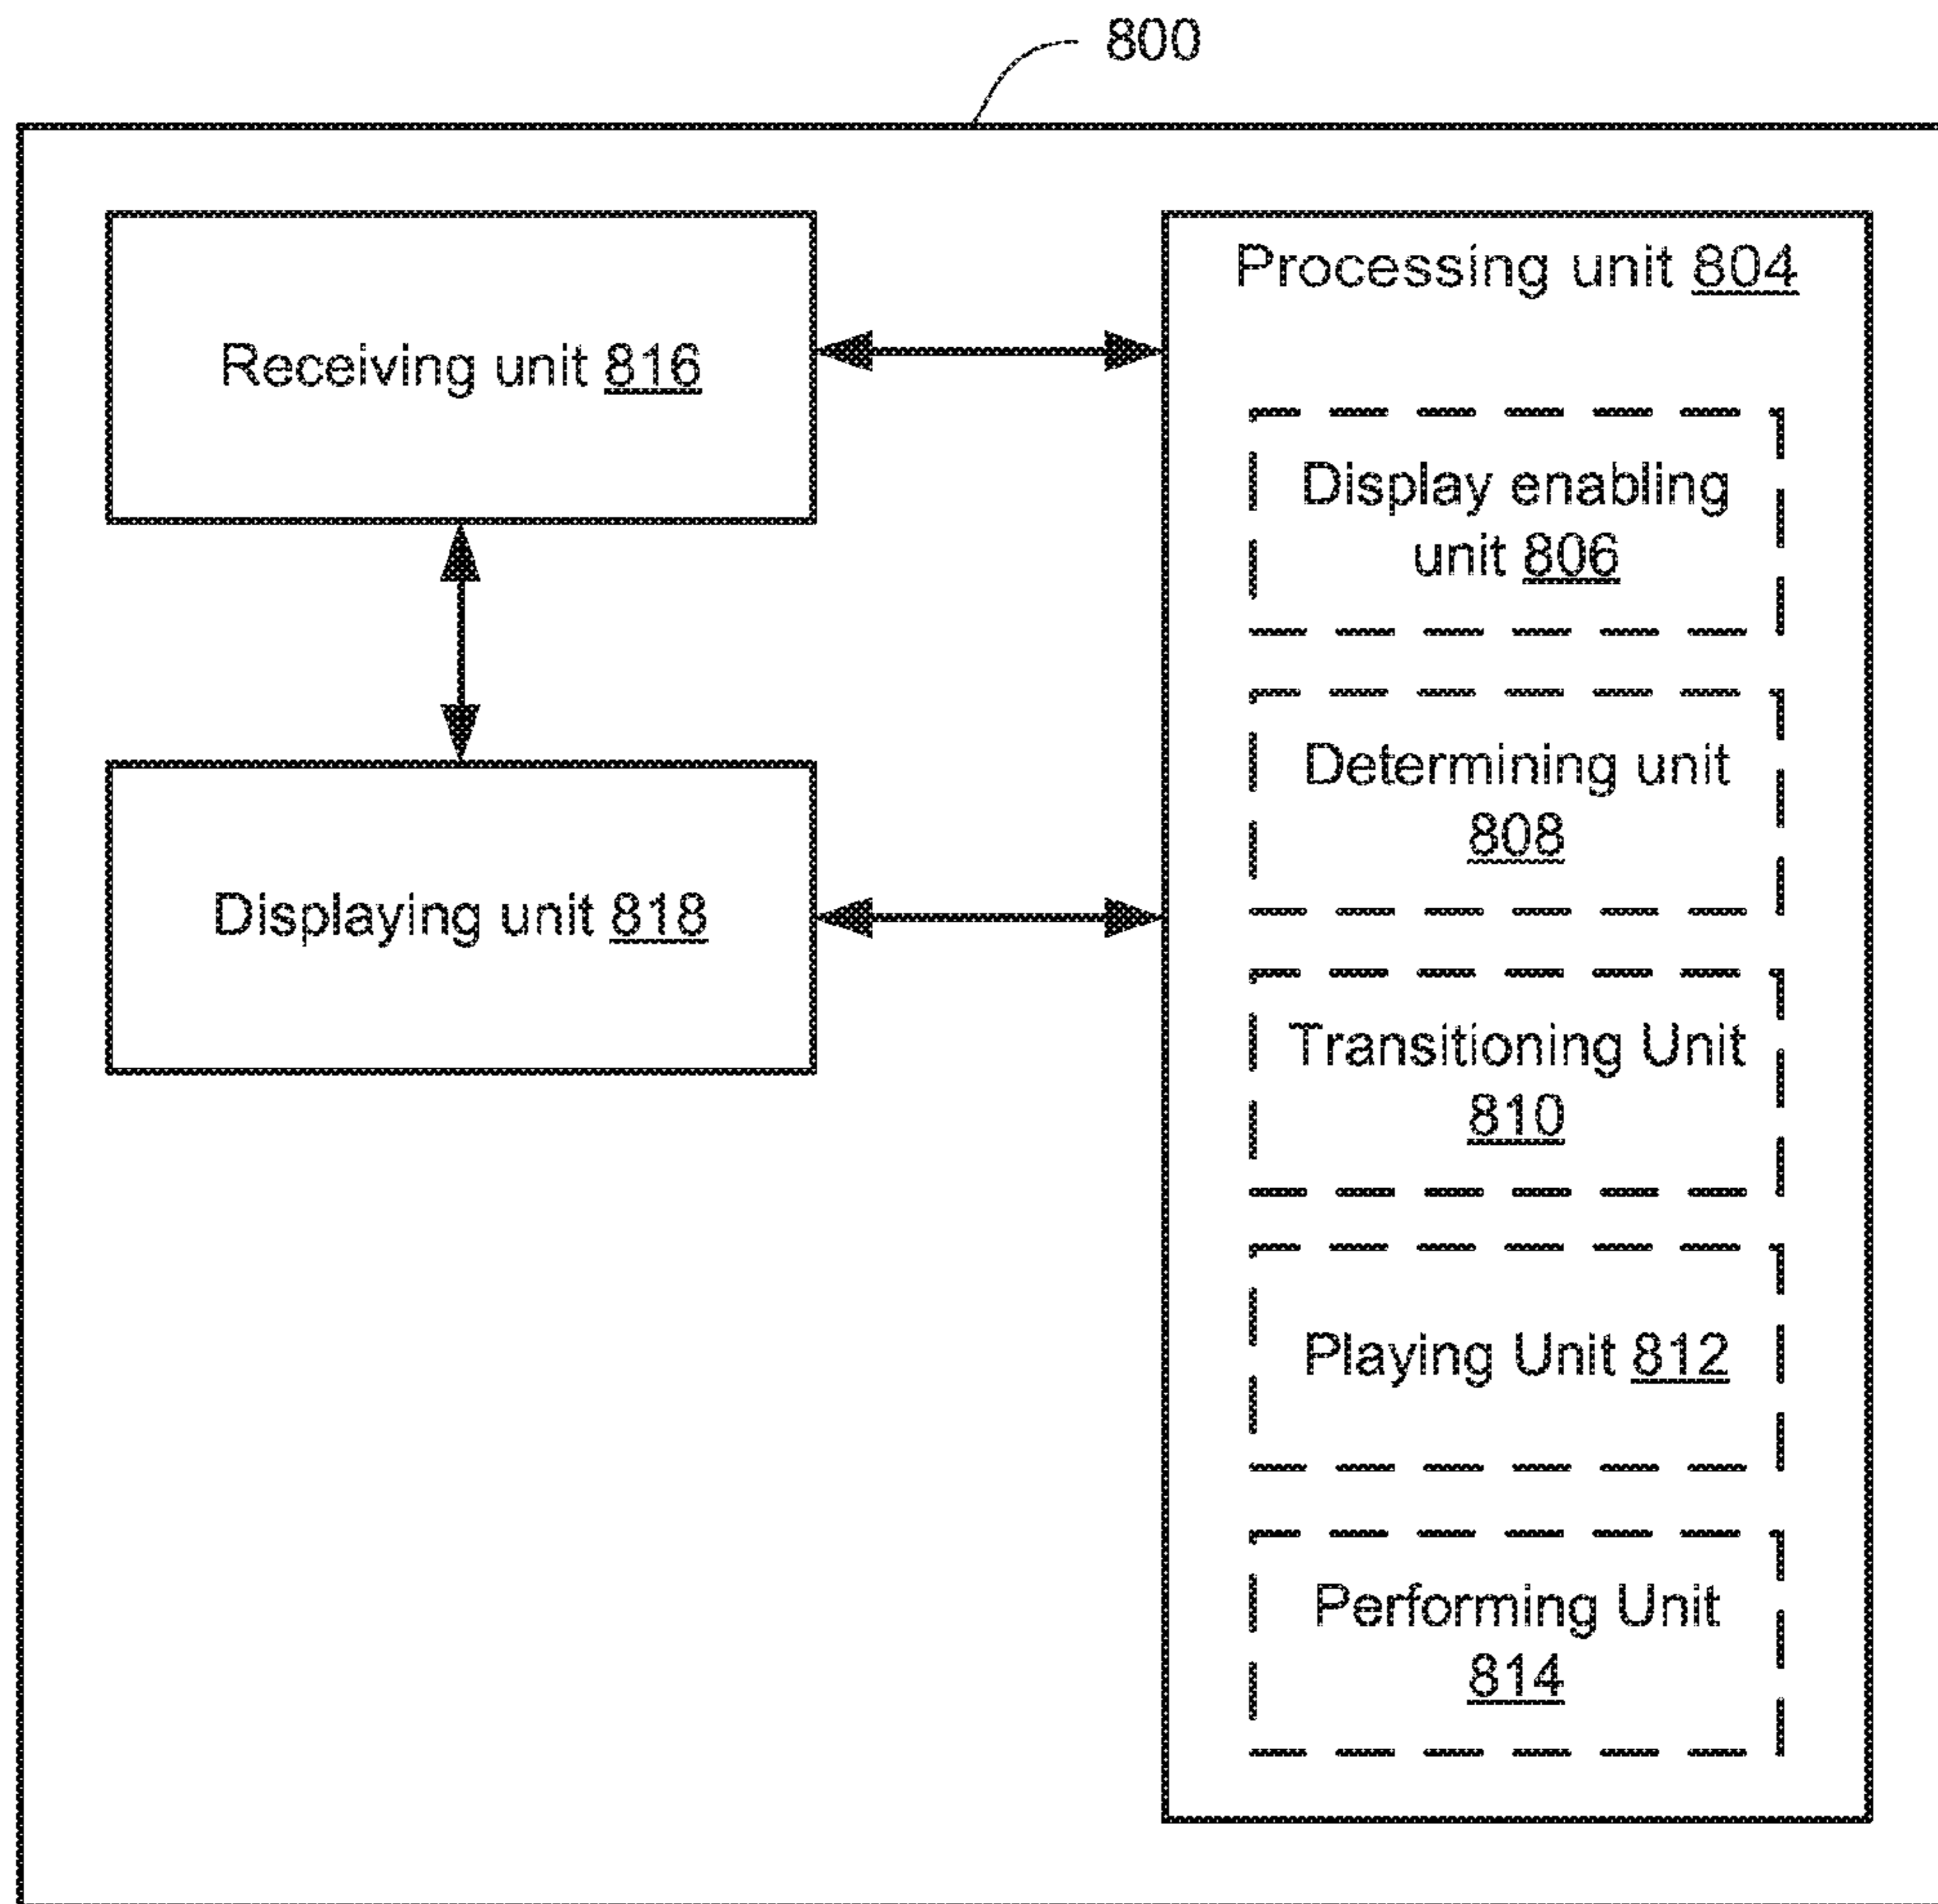 800
Receiving unit 816
Displaying unit 818
Processing unit 804
Display enabling
unit 806
Determining unit
808
Transitioning Unit
810
Playing Unit 812
Performing Unit
814